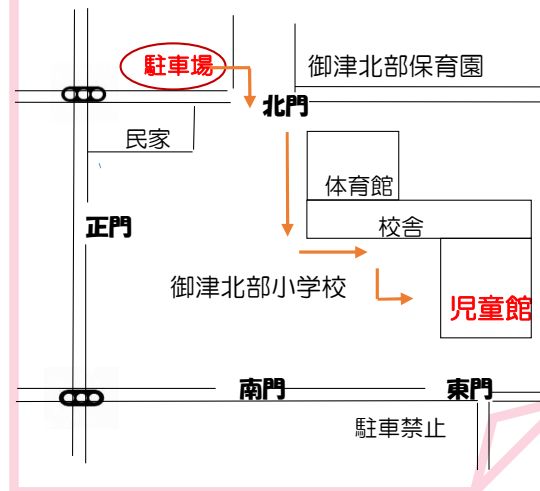 駐車場
御津北部保育園
北門
民家
体育館
校舎
正門
御津北部小学校
児童館
南門
東門
駐車禁止